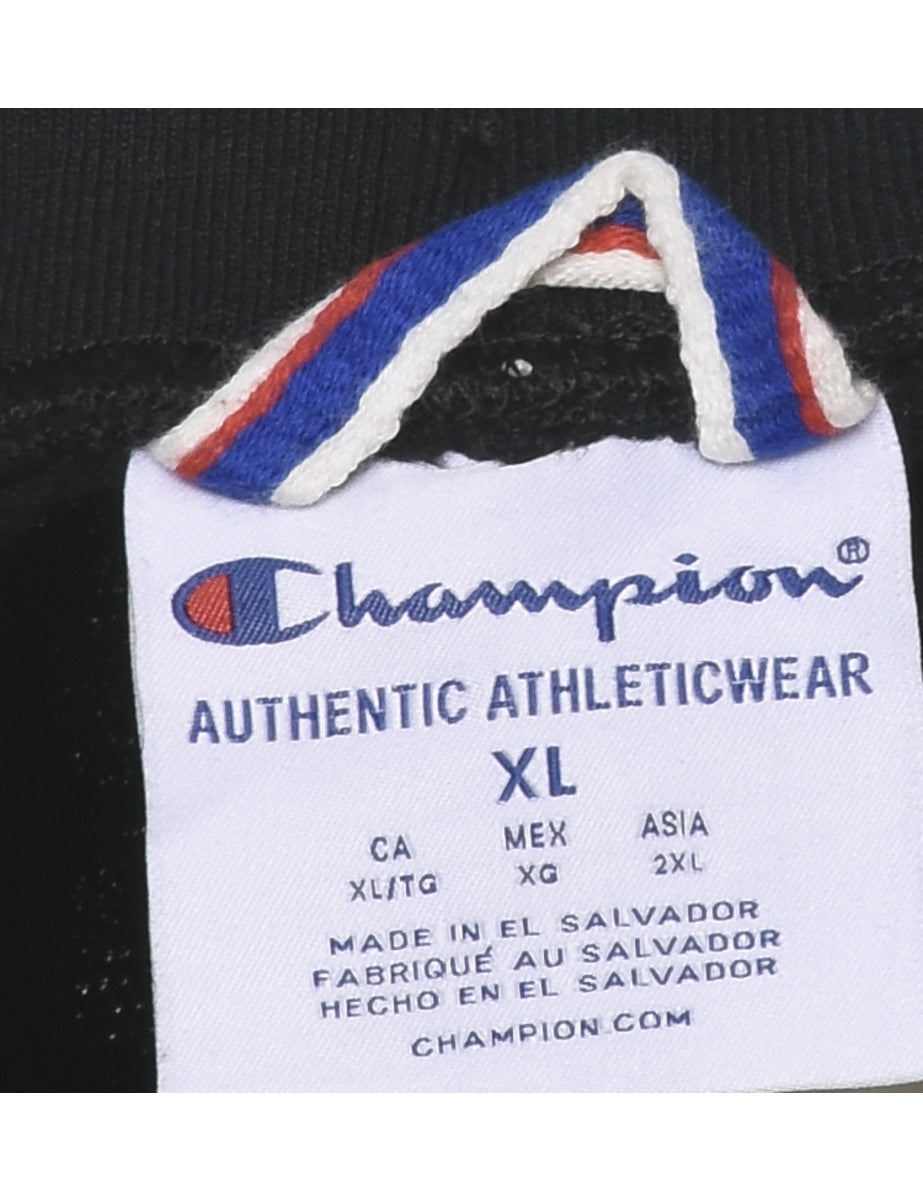 Champion®
AUTHENTIC ATHLETICWEAR
XL
CA MEX ASIA
XL/TG XG 2XL
MADE IN EL SALVADOR
FABRIQUÉ AU SALVADOR
HECHO EN EL SALVADOR
CHAMPION.COM